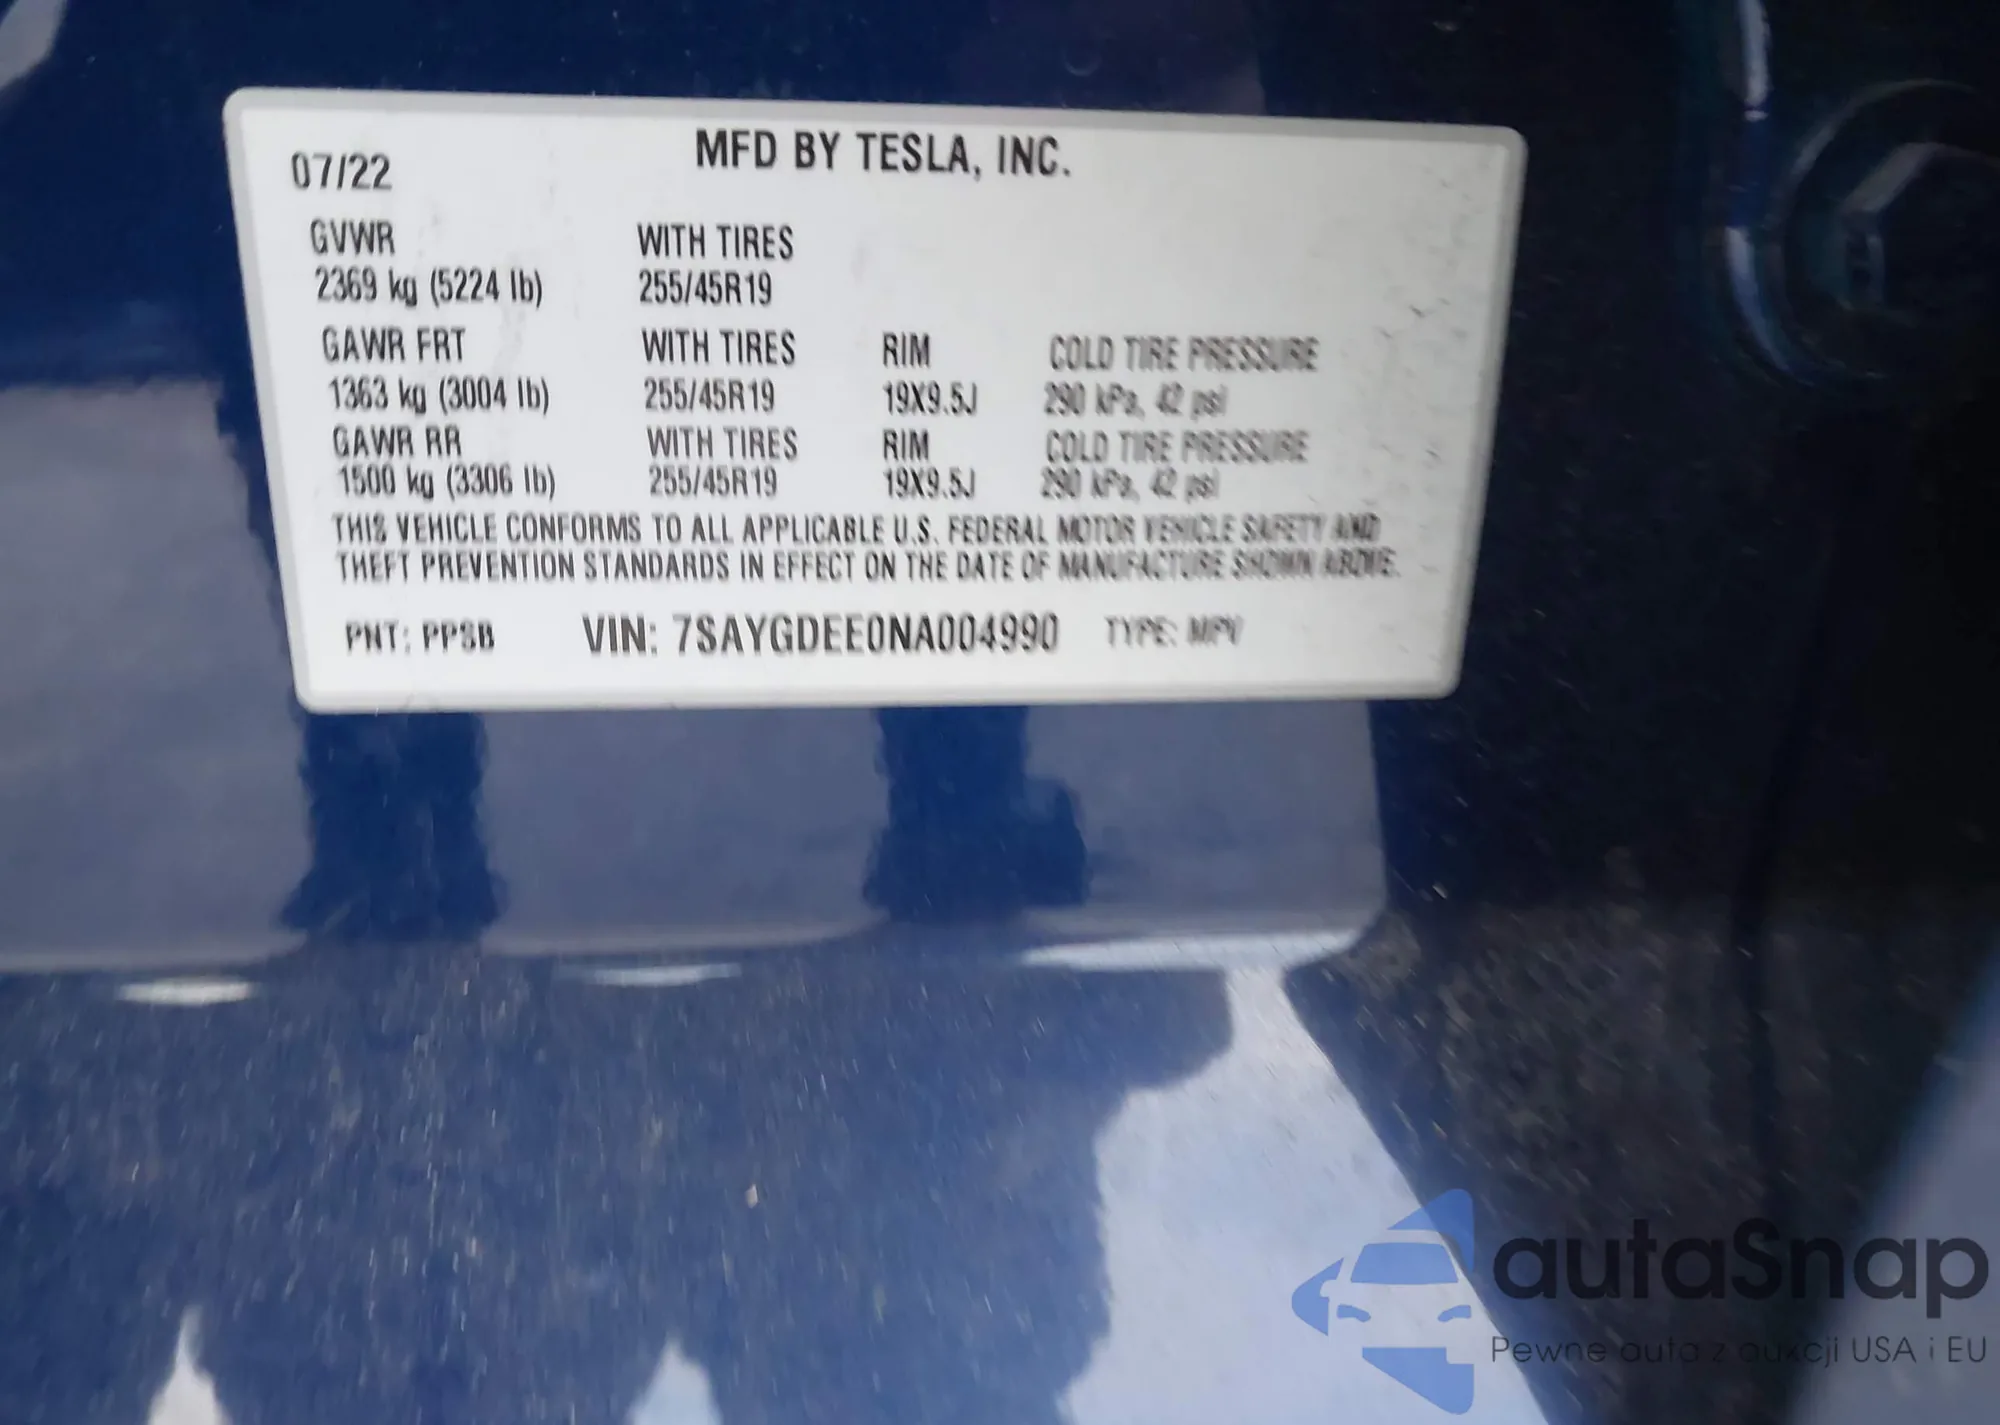 MFD BY TESLA, INC.
07/22
GVWR WITH TIRES
2369 kg (5224 lb) 255/45R19
GAWR FRT WITH TIRES RIM COLD TIRE PRESSURE
1363 kg (3004 lb) 255/45R19 19X9.5J 290 kPa, 42 psi
GAWR RR WITH TIRES RIM COLD TIRE PRESSURE
1500 kg (3306 lb) 255/45R19 19X9.5J 290 kPa, 42 psi
THIS VEHICLE CONFORMS TO ALL APPLICABLE U.S. FEDERAL MOTOR VEHICLE SAFETY AND
THEFT PREVENTION STANDARDS IN EFFECT ON THE DATE OF MANUFACTURE SHOWN ABOVE.
PNT: PPSB VIN: 7SAYGDEE0NA004990 TYPE: MPV
autaSnap
Pewne auta z aukcji USA i EU